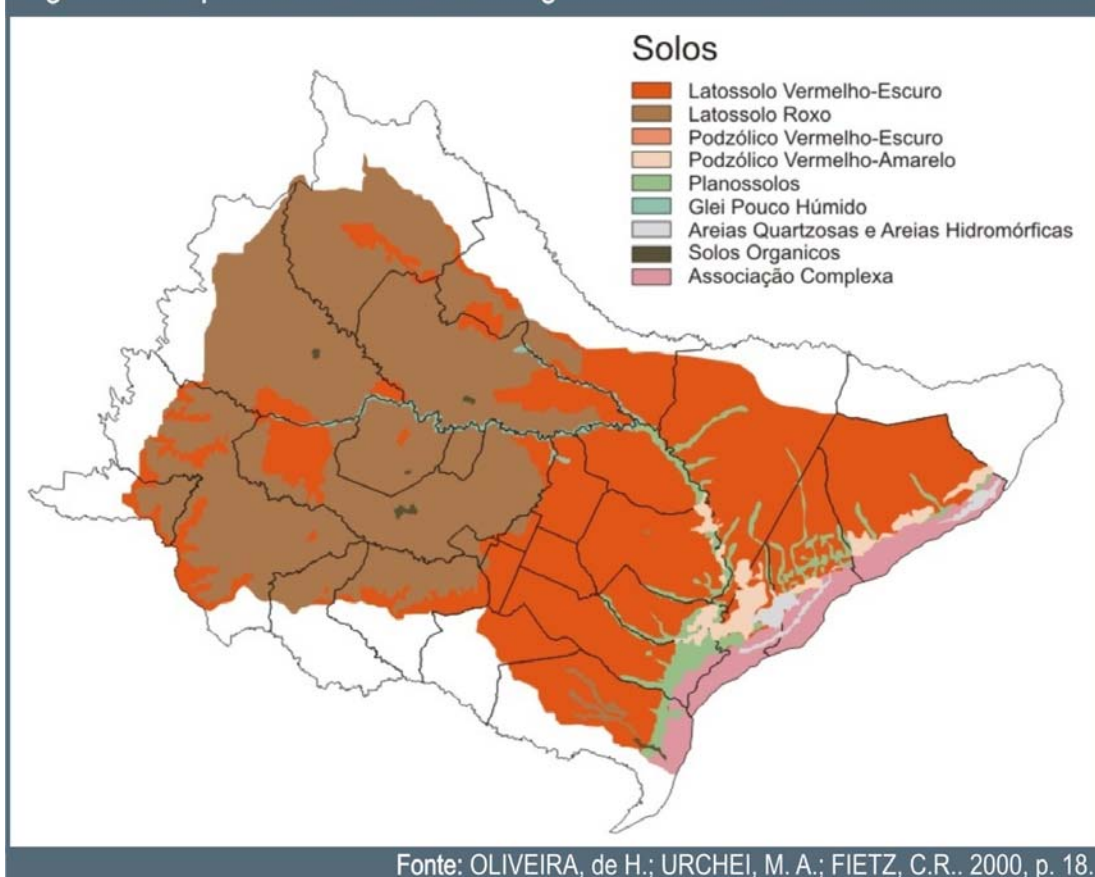 Solos
Latossolo Vermelho-Escuro
Latossolo Roxo
Podzólico Vermelho-Escuro
Podzólico Vermelho-Amarelo
Planossolos
Glei Pouco Húmido
Areias Quartzosas e Areias Hidromórficas
Solos Organicos
Associação Complexa
Fonte: OLIVEIRA, de H.; URCHEI, M. A.; FIETZ, C.R.. 2000, p. 18.